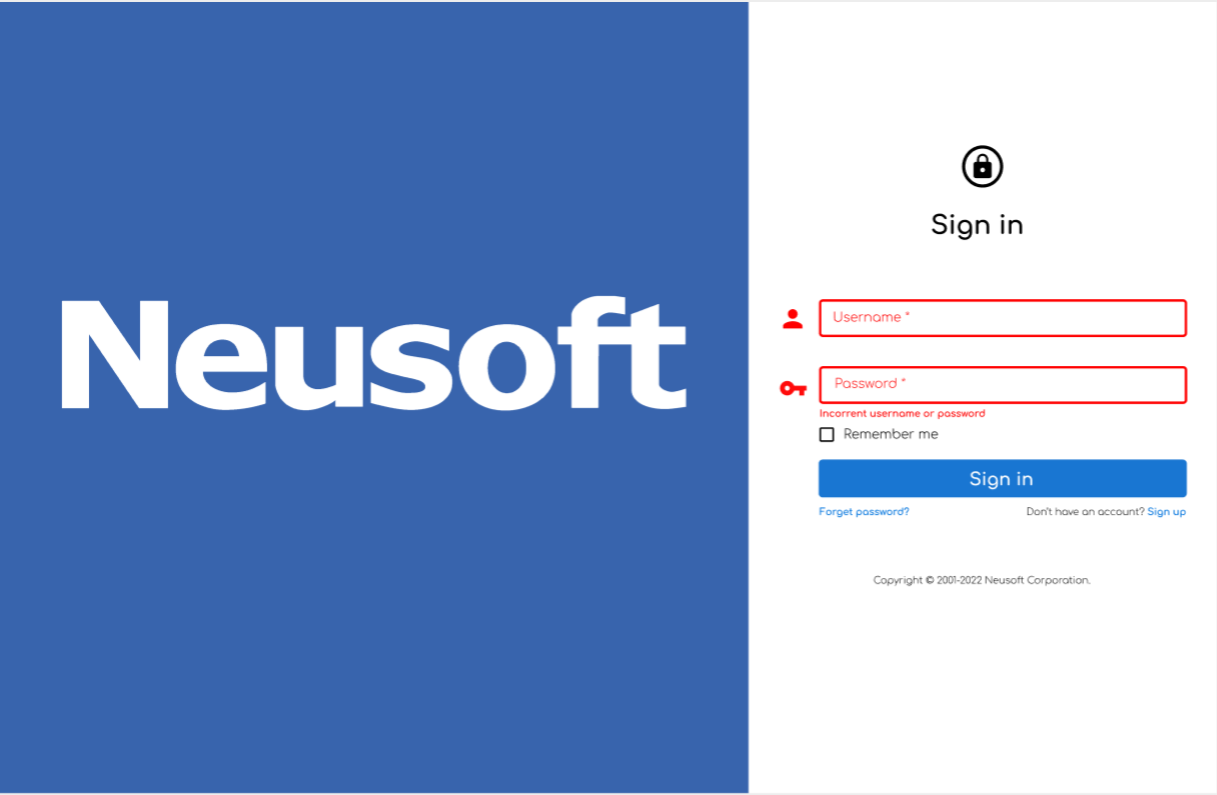 Neusoft
Sign in
Username *
Password *
Incorrent username or password
Remember me
Sign in
Forget password?
Don't have an account? Sign up
Copyright © 2001-2022 Neusoft Corporation.